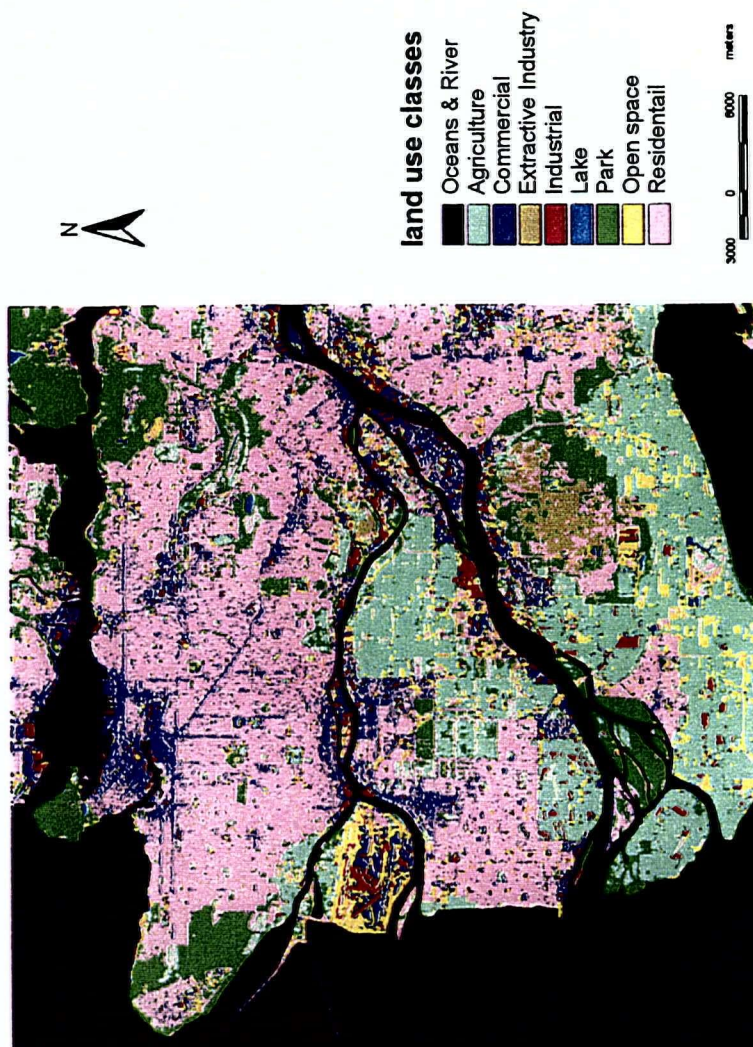 N
land use classes
Oceans & River
Agriculture
Commercial
Extractive Industry
Industrial
Lake
Park
Open space
Residentail
3000 0 6000 meters